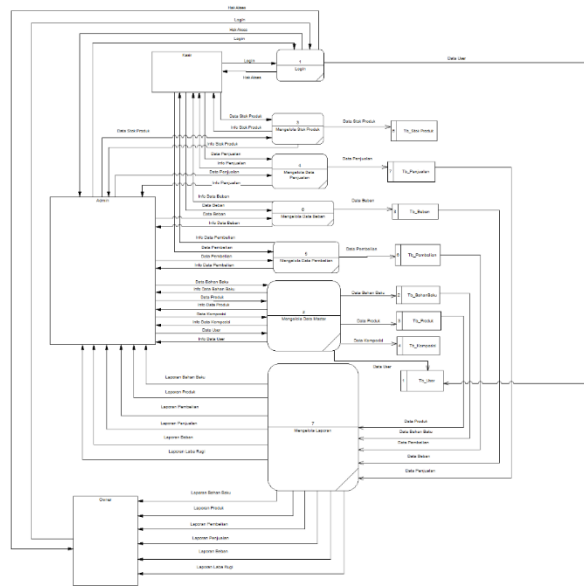 Hak Akses
Login
Hak Akses
Login
Kasir
Login
Hak Akses
1
Login
Data User
Data Stok Produk
Info Stok Produk
3
Mengelola Stok Produk
Data Stok Produk
Tb_Stok Produk
Data Stok Produk
Info Stok Produk
Data Penjualan
Info Penjualan
Data Penjualan
Info Penjualan
4
Mengelola Data
Penjualan
Data Penjualan
7
Tb_Penjualan
Admin
Info Beban
Data Beban
Data Beban
Info Data Beban
6
Mengelola Data Beban
Data Beban
Tb_Beban
Info Data Pembelian
Data Pembelian
Data Pembelian
Info Data Pembelian
5
Mengelola Data Pembelian
Data Pembelian
Tb_Pembelian
Data Bahan Baku
Info Data Bahan Baku
Data Produk
Info Data Produk
Data Komposisi
Info Data Komposisi
Data User
Info Data User
Mengelola Data Master
Data Bahan Baku
2
Tb_BahanBaku
Data Produk
3
Tb_Produk
Data Komposisi
4
Tb_Komposisi
Data User
1
Tb_User
Laporan Bahan Baku
Laporan Produk
Laporan Pembelian
Laporan Penjualan
Laporan Beban
Laporan Laba Rugi
7
Mengelola Laporan
Data Produk
Data Bahan Baku
Data Pembelian
Data Beban
Data Penjualan
Owner
Laporan Bahan Baku
Laporan Produk
Laporan Pembelian
Laporan Penjualan
Laporan Beban
Laporan Laba Rugi